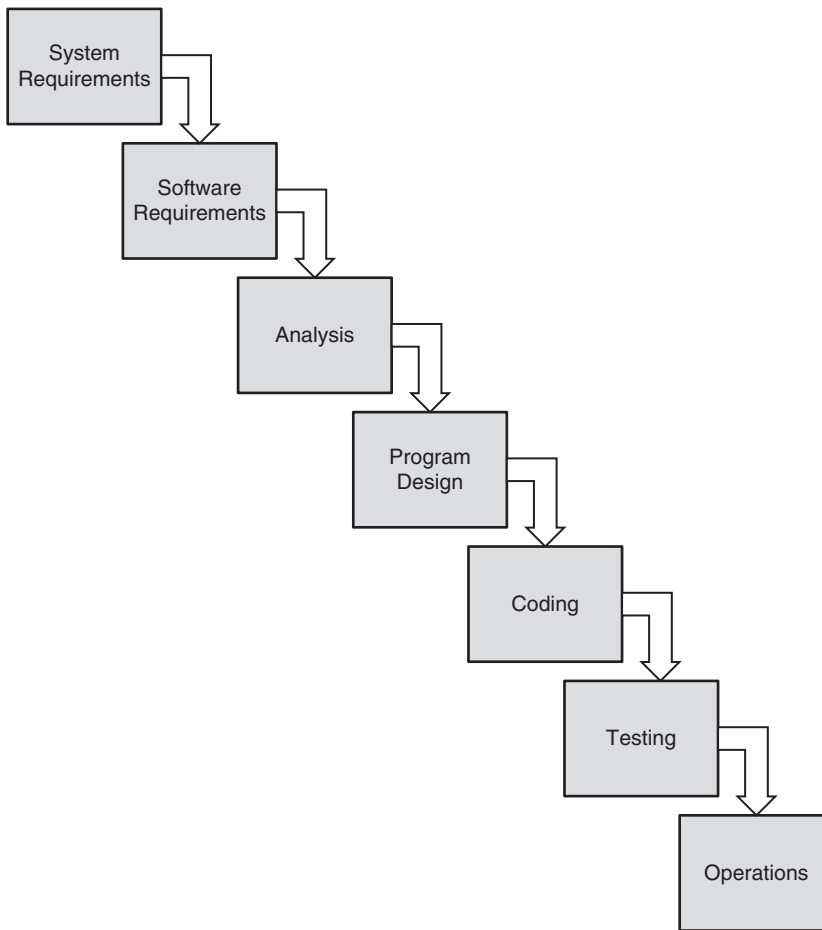 System
Requirements
Software
Requirements
Analysis
Program
Design
Coding
Testing
Operations